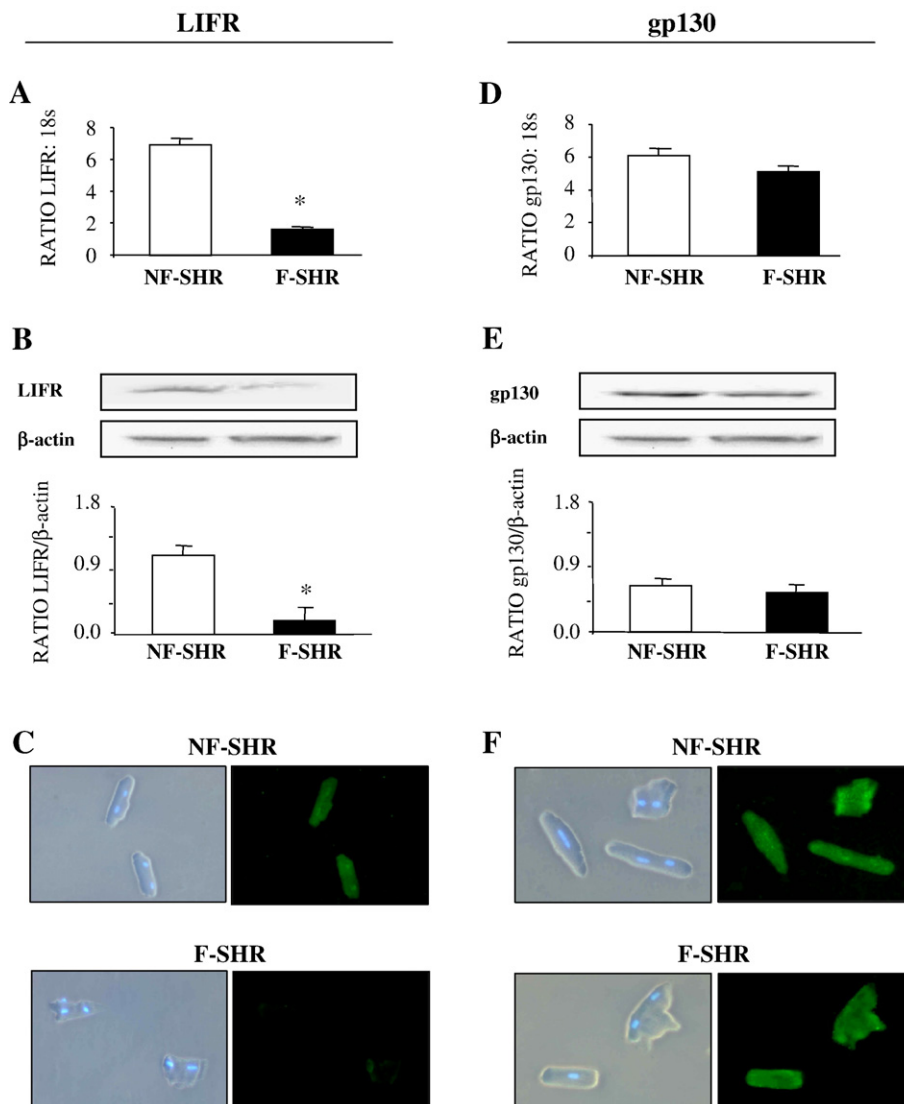 LIFR
gp130
A
RATIO LIFR: 18s
8
6
4
2
0
*
NF-SHR
F-SHR
D
RATIO gp130: 18s
8
6
4
2
0
NF-SHR
F-SHR
B
LIFR
β-actin
RATIO LIFR/β-actin
1.8
0.9
0.0
*
NF-SHR
F-SHR
E
gp130
β-actin
RATIO gp130/β-actin
1.8
0.9
0.0
NF-SHR
F-SHR
C
NF-SHR
F-SHR
F
NF-SHR
F-SHR